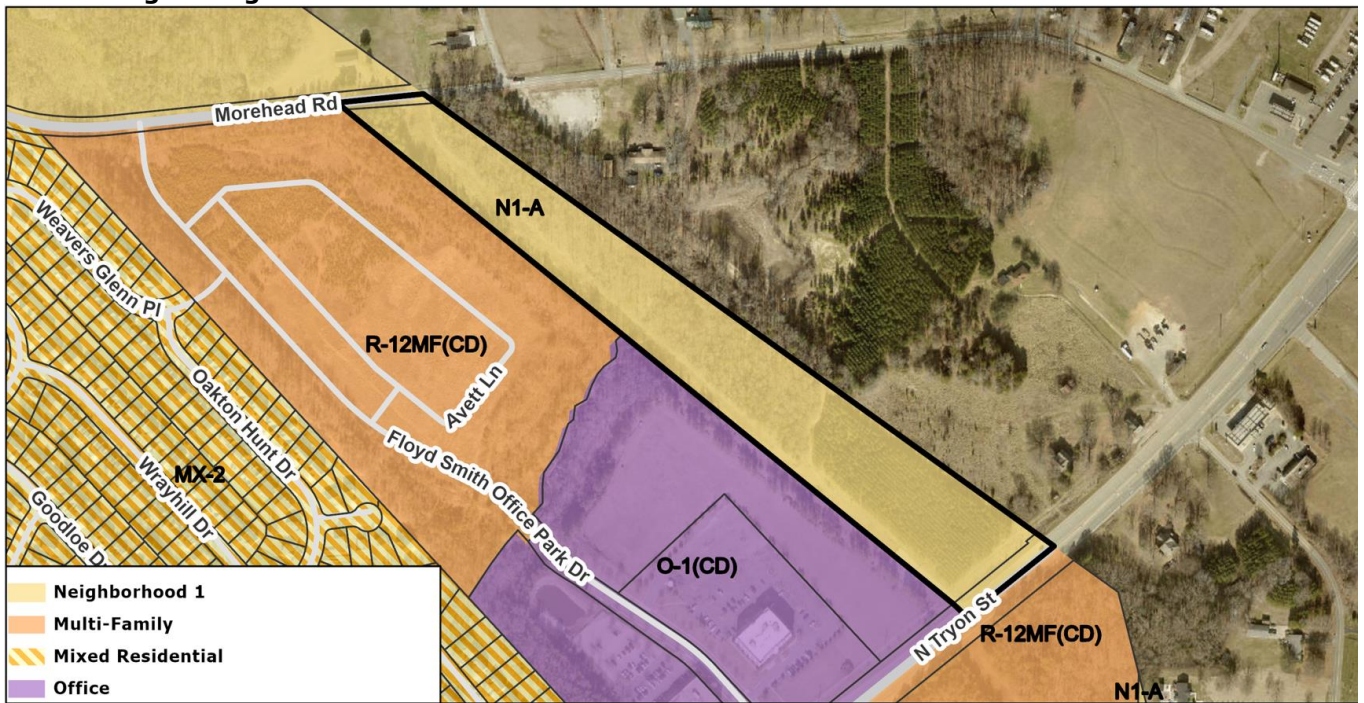 Morehead Rd
N1-A
Weavers Glenn Pl
R-12MF(CD)
Oakton Hunt Dr
Avett Ln
Floyd Smith Office Park Dr
MX-2
Wrayhill Dr
Goodloe Dr
O-1(CD)
N Tryon St
R-12MF(CD)
N1-A
Neighborhood 1
Multi-Family
Mixed Residential
Office